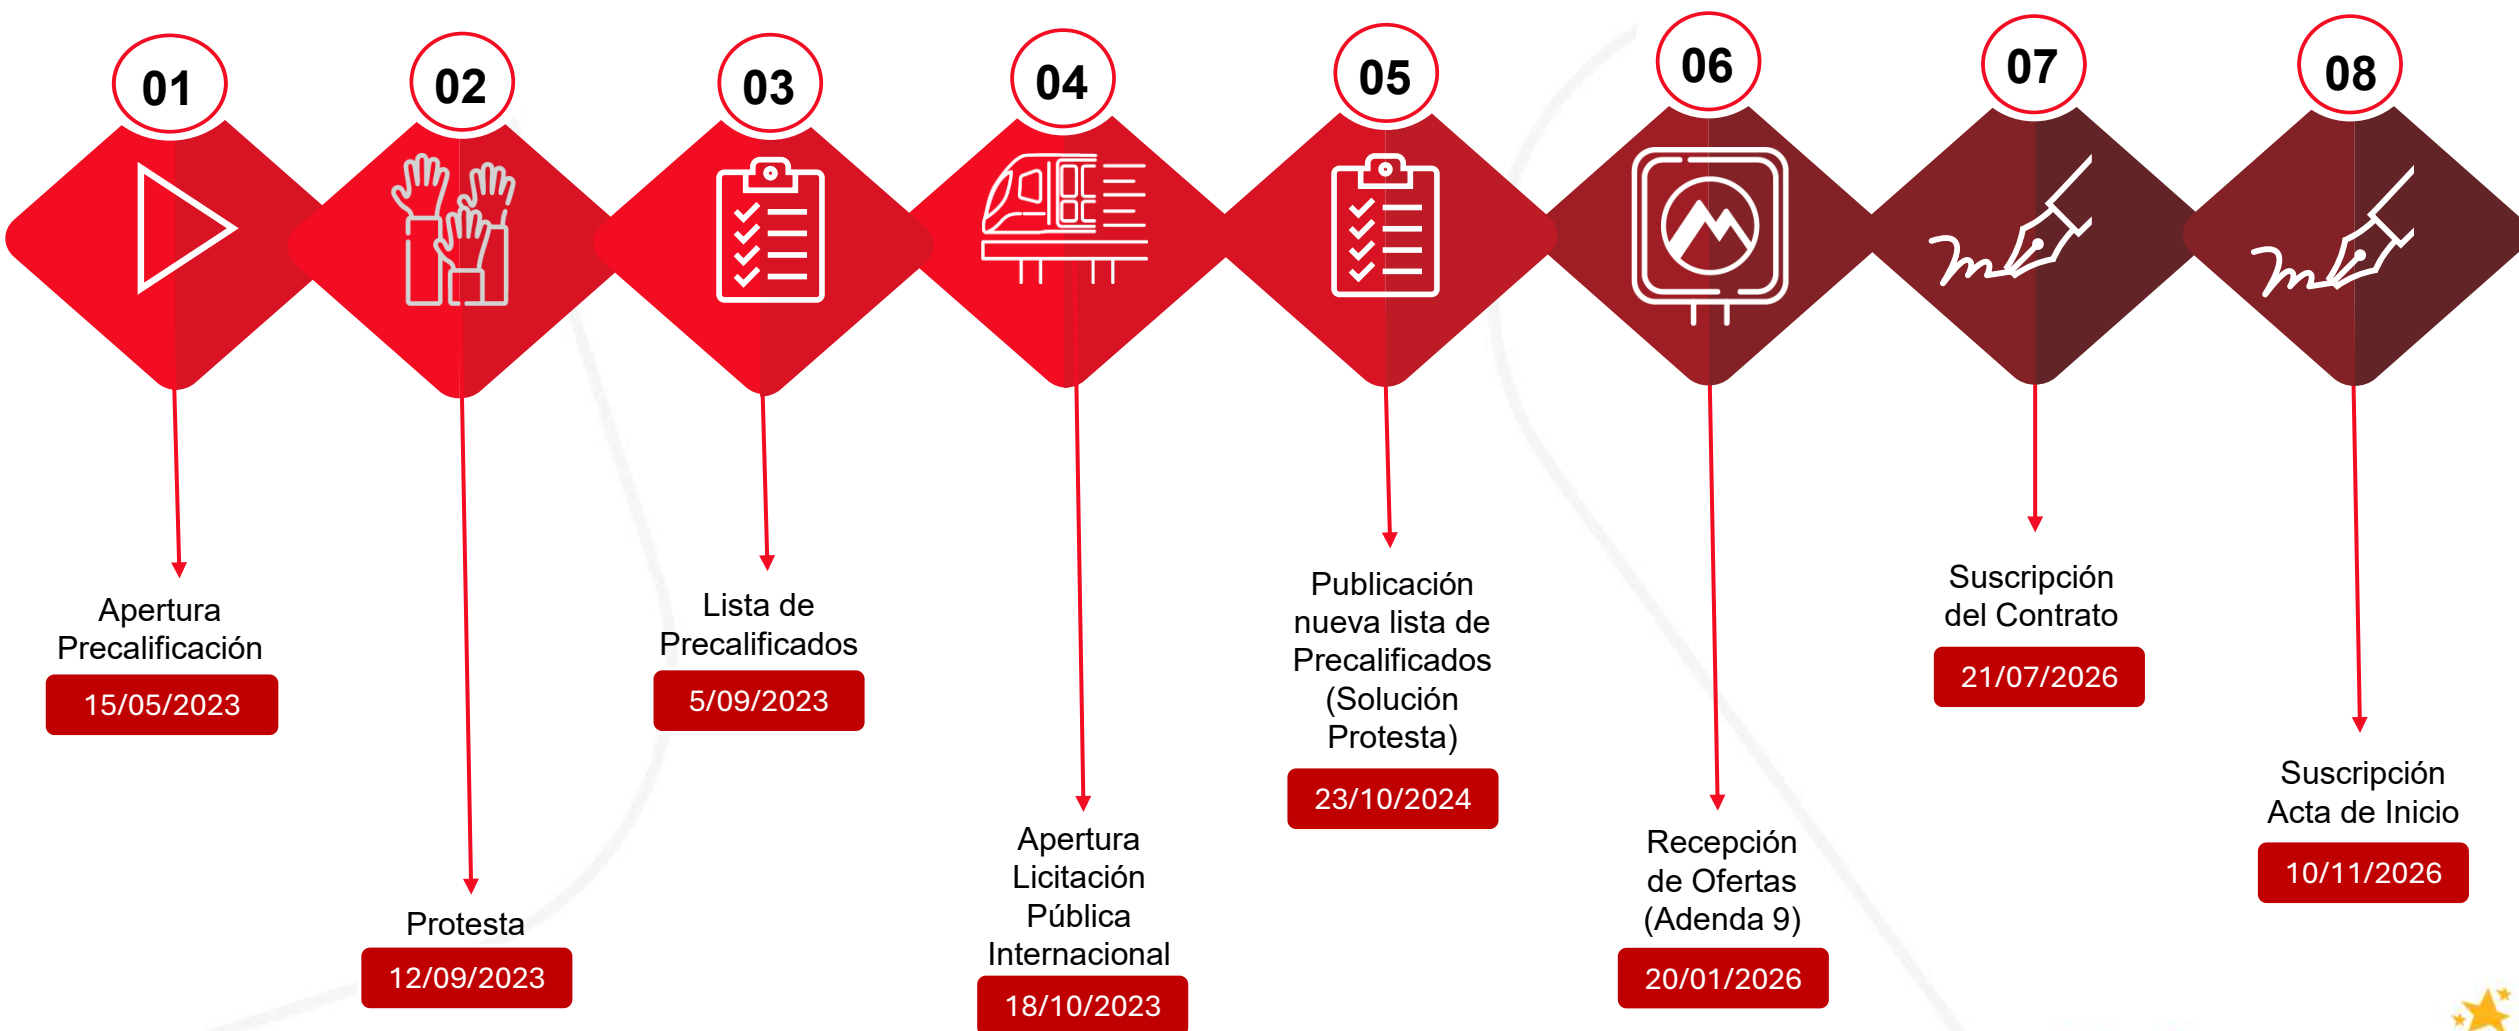 01
Apertura
Precalificación
15/05/2023
02
Protesta
12/09/2023
03
Lista de
Precalificados
5/09/2023
04
Apertura
Licitación
Pública
Internacional
18/10/2023
05
Publicación
nueva lista de
Precalificados
(Solución
Protesta)
23/10/2024
06
Recepción
de Ofertas
(Adenda 9)
20/01/2026
07
Suscripción
del Contrato
21/07/2026
08
Suscripción
Acta de Inicio
10/11/2026